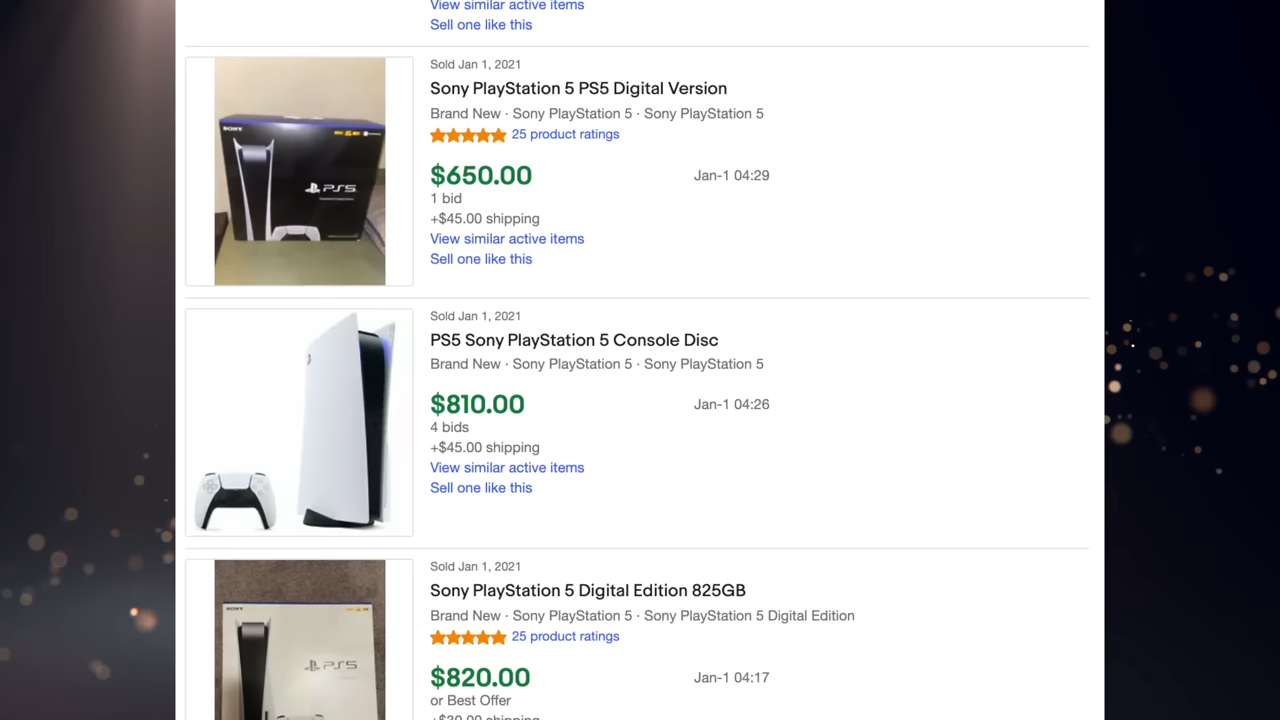 View similar active items
Sell one like this
Sold Jan 1, 2021
Sony PlayStation 5 PS5 Digital Version
Brand New · Sony PlayStation 5 · Sony PlayStation 5
25 product ratings
$650.00
Jan-1 04:29
1 bid
+$45.00 shipping
View similar active items
Sell one like this
SONY
PS5
Sold Jan 1, 2021
PS5 Sony PlayStation 5 Console Disc
Brand New · Sony PlayStation 5 · Sony PlayStation 5
$810.00
Jan-1 04:26
4 bids
+$45.00 shipping
View similar active items
Sell one like this
Sold Jan 1, 2021
Sony PlayStation 5 Digital Edition 825GB
Brand New · Sony PlayStation 5 · Sony PlayStation 5 Digital Edition
25 product ratings
$820.00
Jan-1 04:17
or Best Offer
SONY
PS5